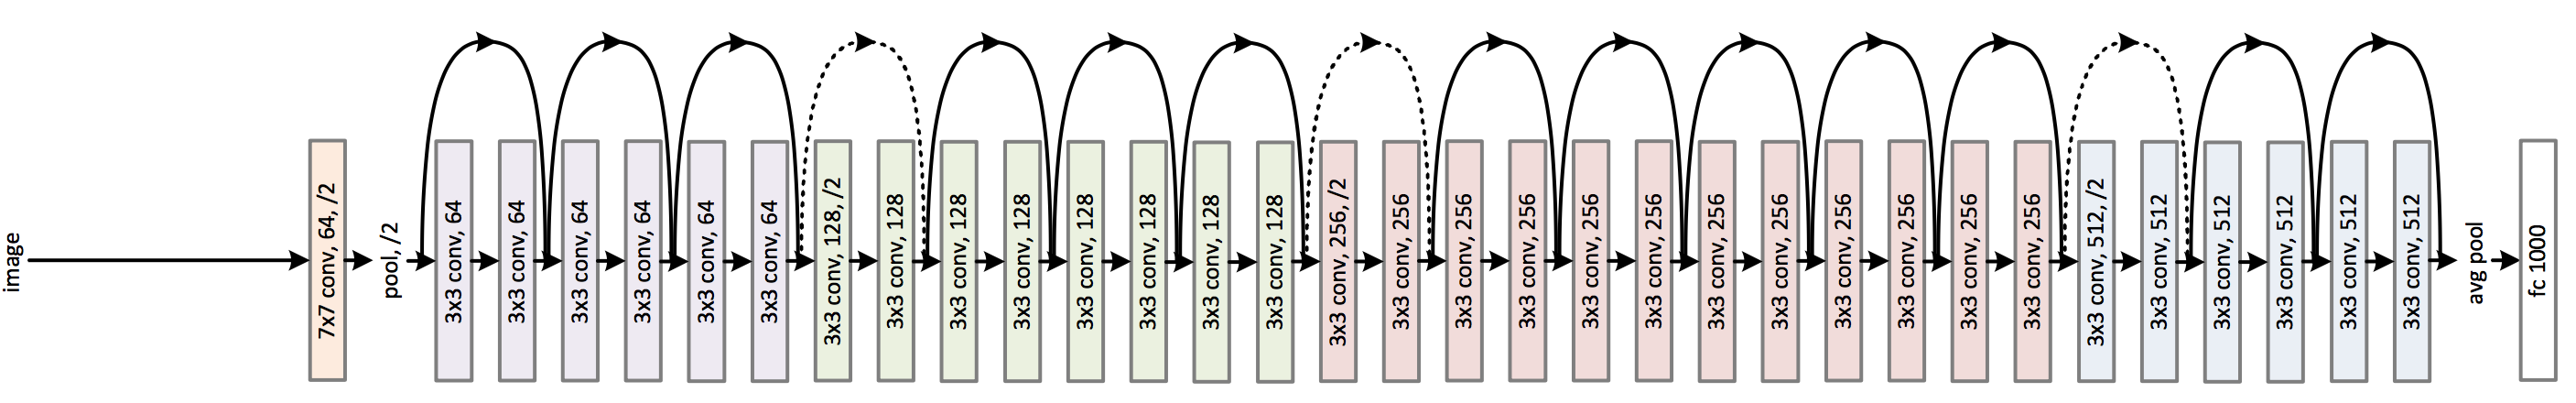 image
7x7 conv, 64, /2
pool, /2
3x3 conv, 64
3x3 conv, 64
3x3 conv, 64
3x3 conv, 64
3x3 conv, 64
3x3 conv, 64
3x3 conv, 128, /2
3x3 conv, 128
3x3 conv, 128
3x3 conv, 128
3x3 conv, 128
3x3 conv, 128
3x3 conv, 128
3x3 conv, 128
3x3 conv, 256, /2
3x3 conv, 256
3x3 conv, 256
3x3 conv, 256
3x3 conv, 256
3x3 conv, 256
3x3 conv, 256
3x3 conv, 256
3x3 conv, 256
3x3 conv, 256
3x3 conv, 256
3x3 conv, 256
3x3 conv, 512, /2
3x3 conv, 512
3x3 conv, 512
3x3 conv, 512
3x3 conv, 512
3x3 conv, 512
avg pool
fc 1000